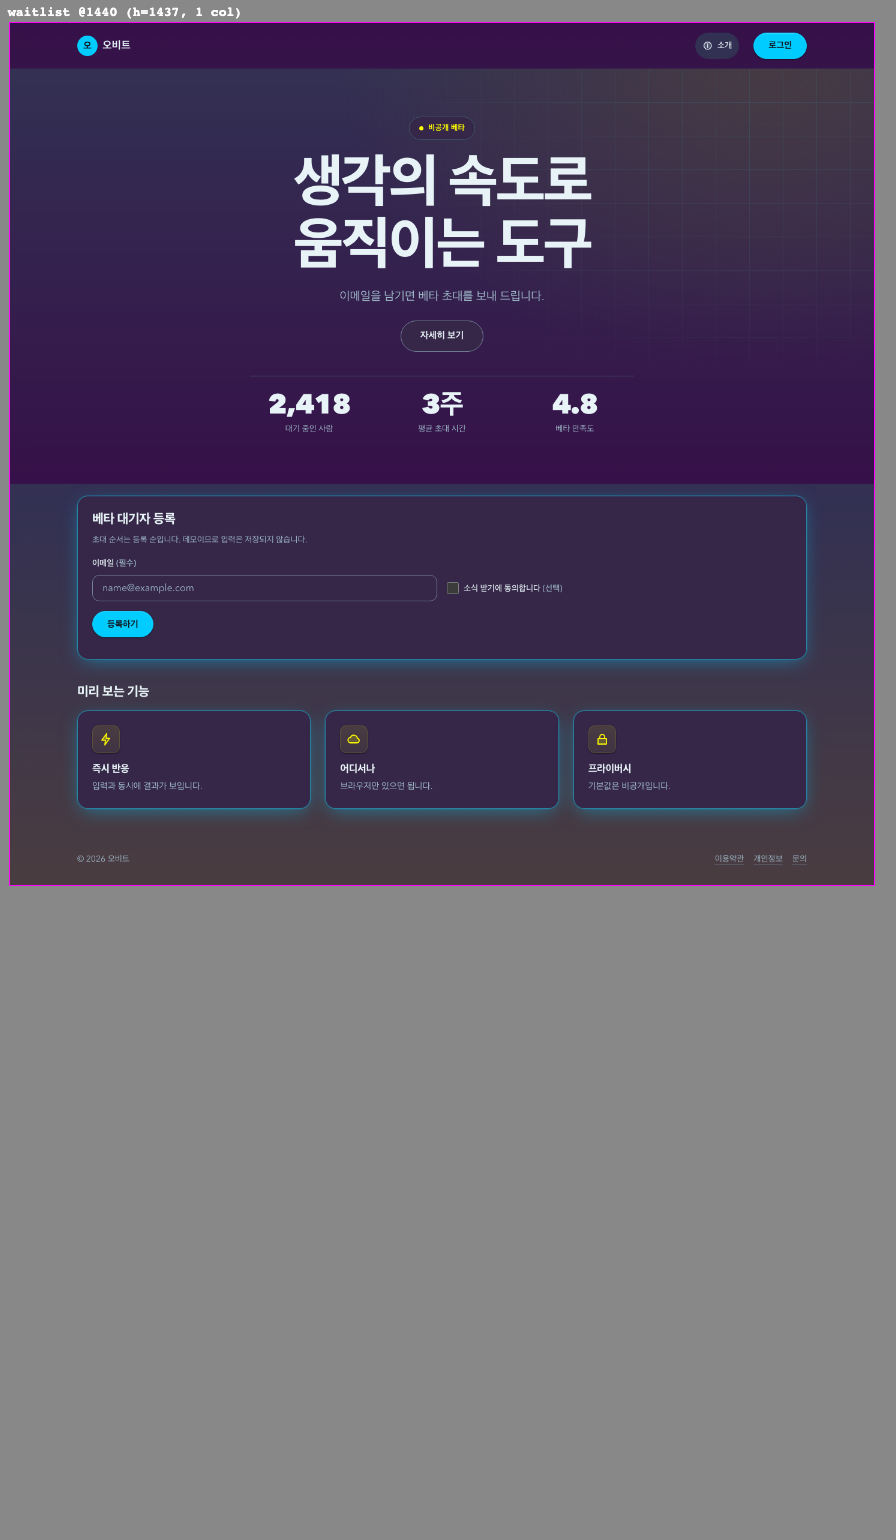 waitlist @1440 (h=1437, 1 col)
오 오비트
소개
로그인
비공개 베타
생각의 속도로
움직이는 도구
이메일을 남기면 베타 초대를 보내 드립니다.
자세히 보기
2,418
대기 중인 사람
3주
평균 초대 시간
4.8
베타 만족도
베타 대기자 등록
초대 순서는 등록 순입니다. 데모이므로 입력은 저장되지 않습니다.
이메일 (필수)
name@example.com
소식 받기에 동의합니다 (선택)
등록하기
미리 보는 기능
즉시 반응
입력과 동시에 결과가 보입니다.
어디서나
브라우저만 있으면 됩니다.
프라이버시
기본값은 비공개입니다.
© 2026 오비트
이용약관 개인정보 문의